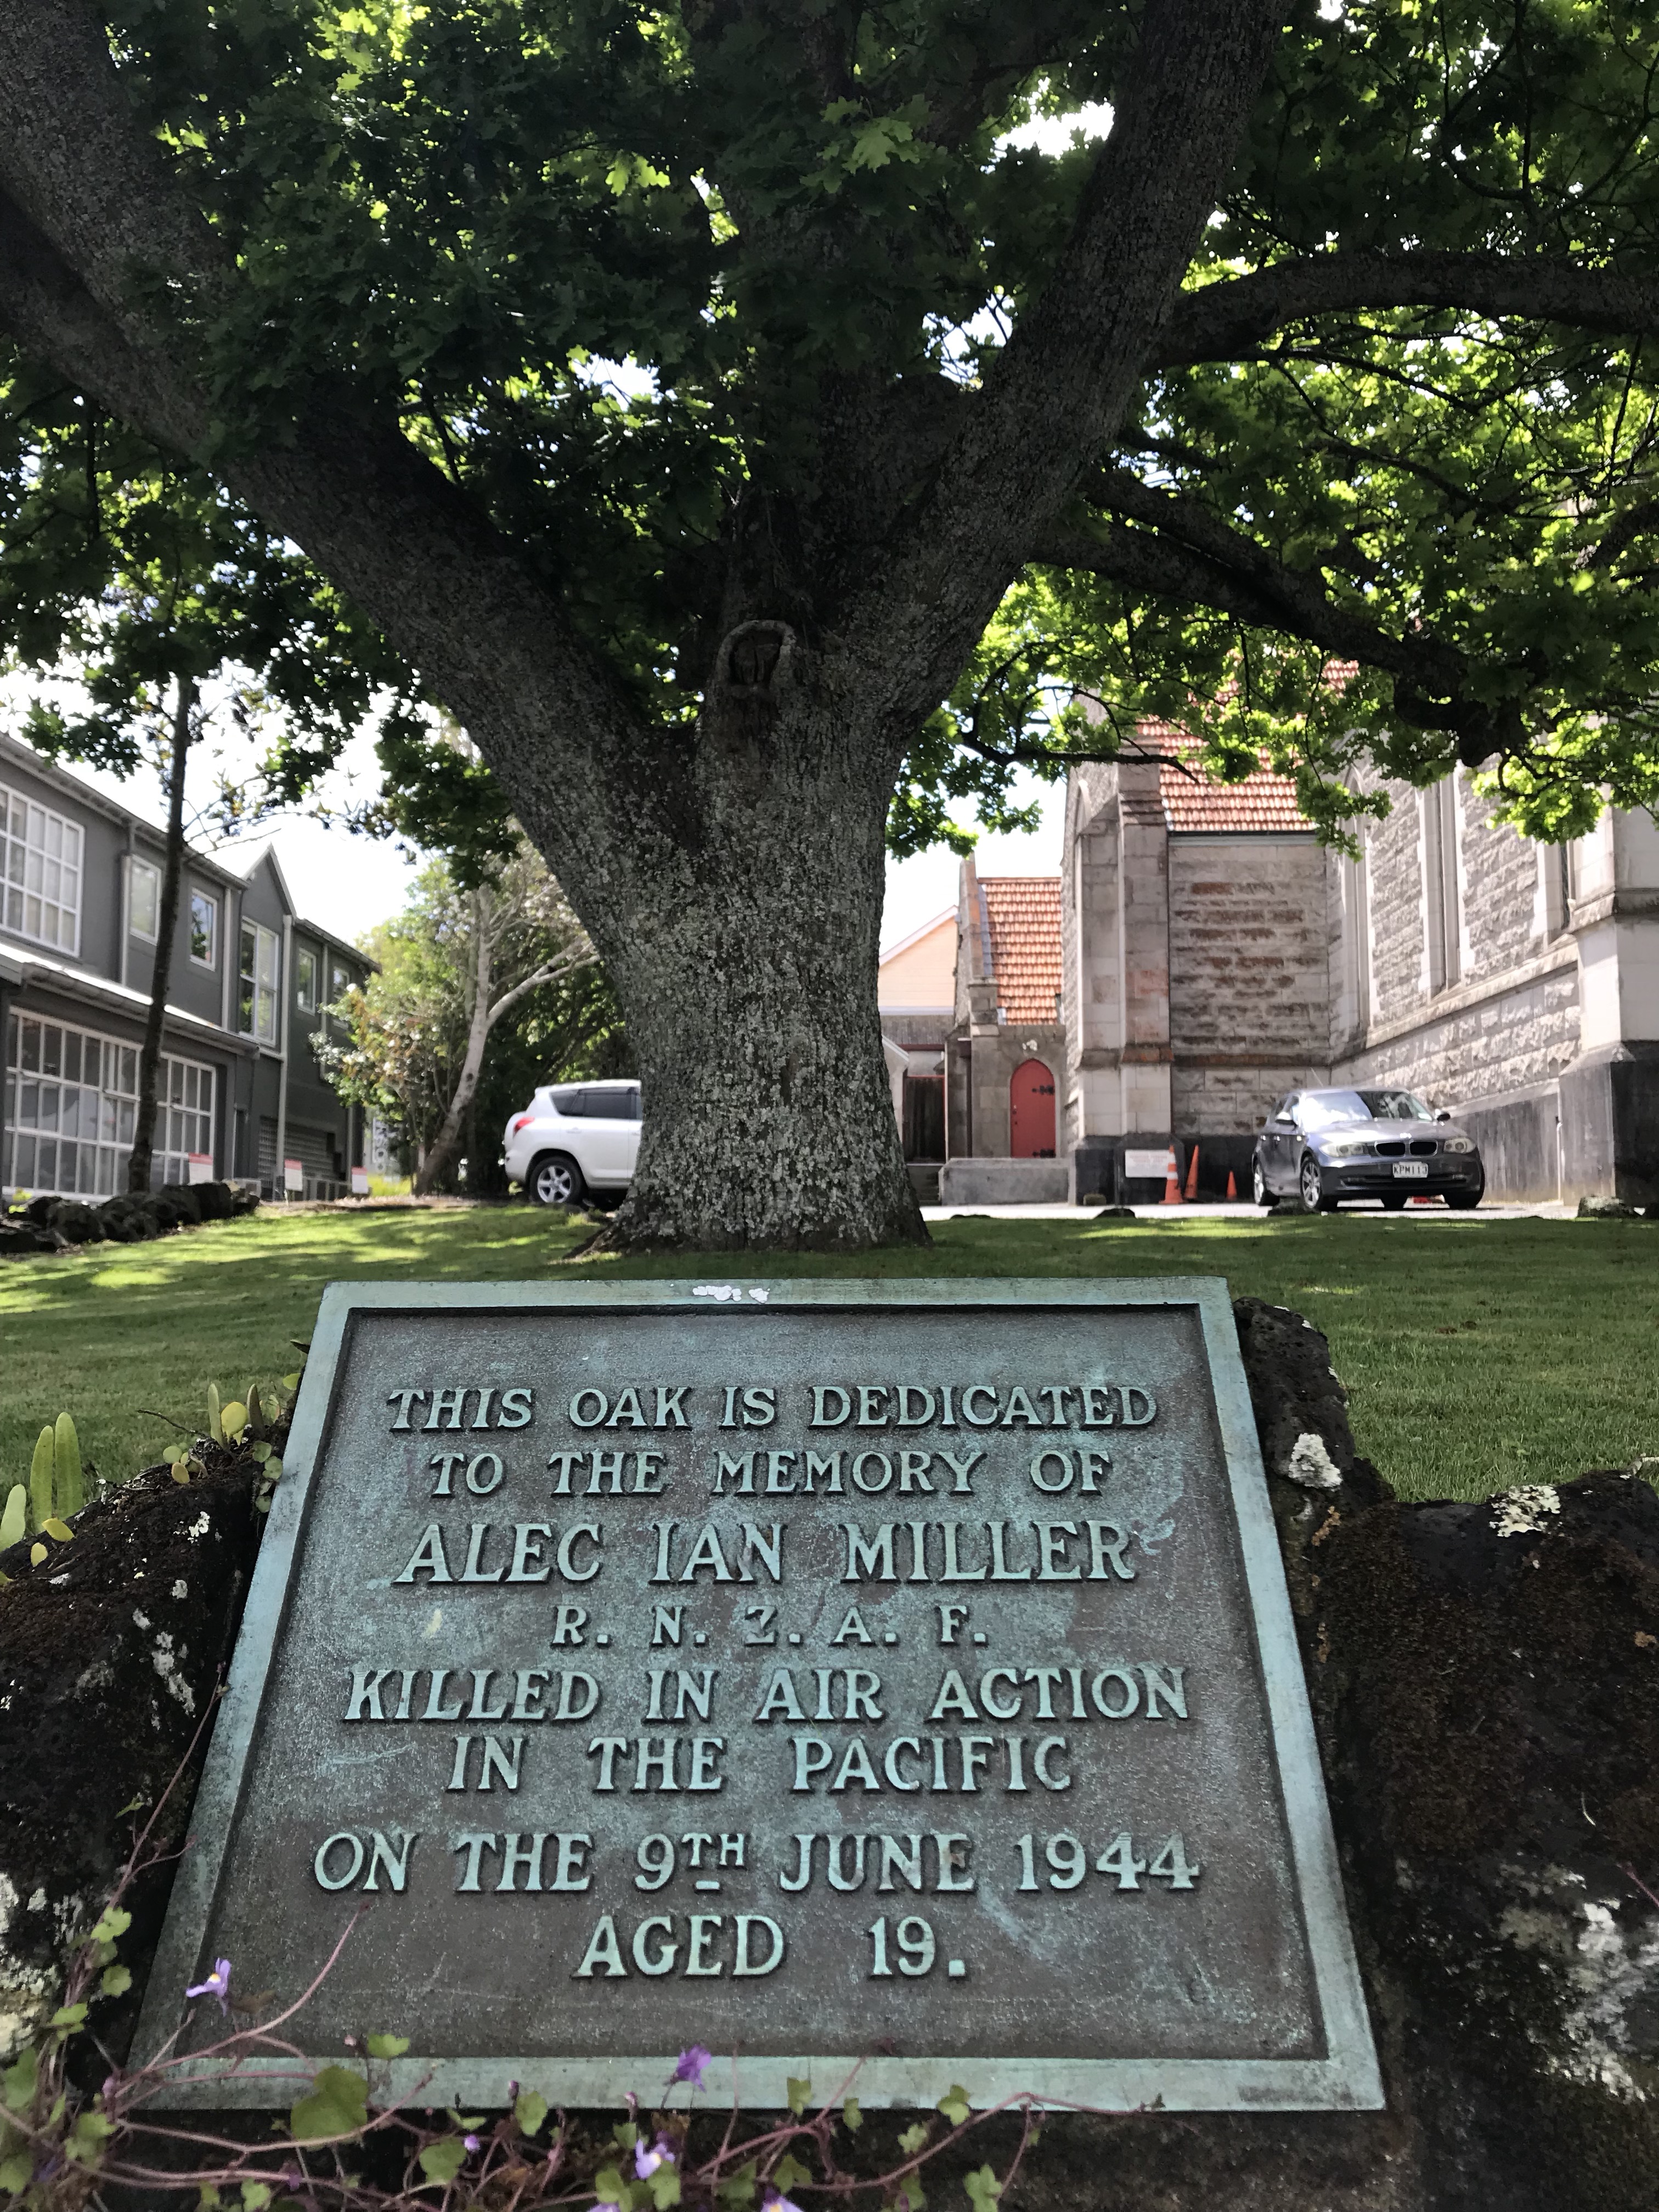 KPM113
THIS OAK IS DEDICATED
TO THE MEMORY OF
ALEC IAN MILLER
R. N. Z. A. F.
KILLED IN AIR ACTION
IN THE PACIFIC
ON THE 9TH JUNE 1944
AGED 19.